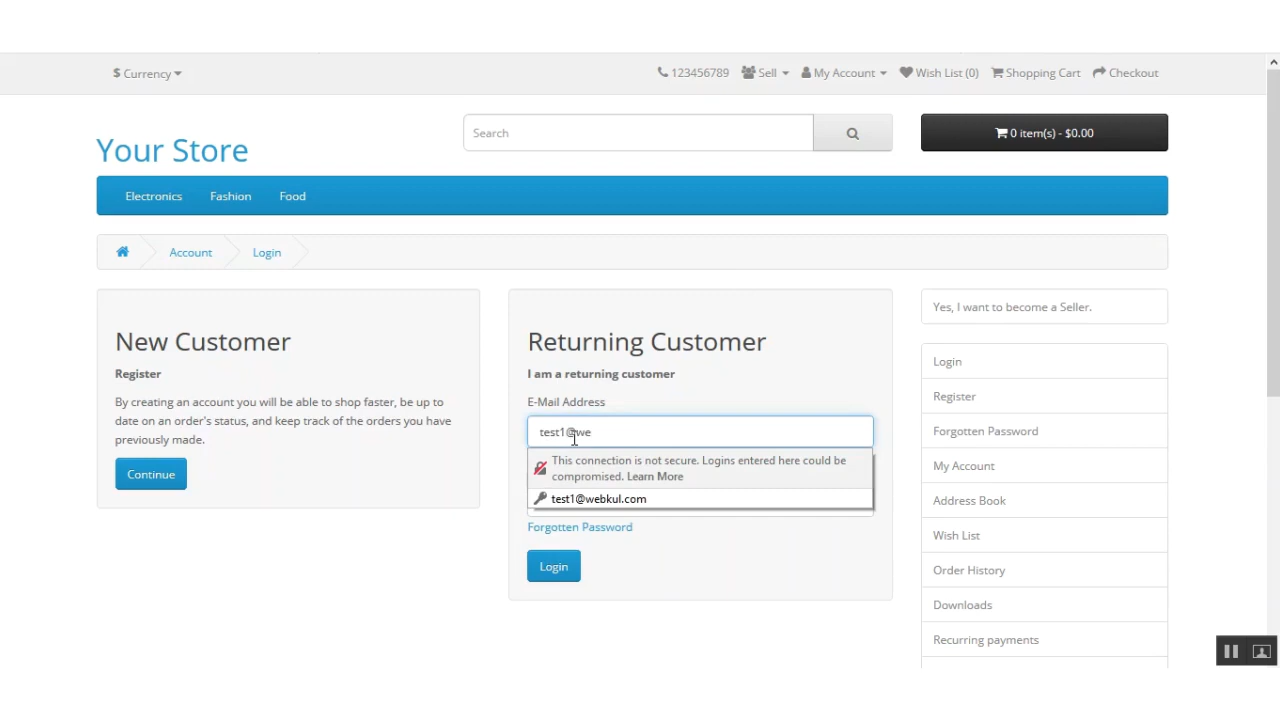 $ Currency
123456789 Sell My Account Wish List (0) Shopping Cart Checkout
Your Store
Search
0 item(s) - $0.00
Electronics Fashion Food
Account Login
New Customer
Register
By creating an account you will be able to shop faster, be up
to date on an order's status, and keep track of the orders you have
previously made.
Continue
Returning Customer
I am a returning customer
E-Mail Address
test1@we
This connection is not secure. Logins entered here could be
compromised. Learn More
test1@webkul.com
Forgotten Password
Login
Yes, I want to become a Seller.
Login
Register
Forgotten Password
My Account
Address Book
Wish List
Order History
Downloads
Recurring payments